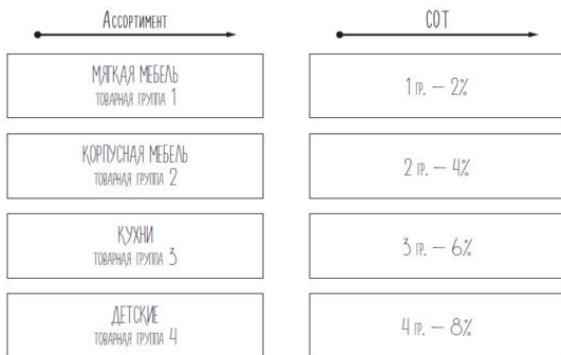 Ассортимент
СОТ
МЯГКАЯ МЕБЕЛЬ
ТОВАРНАЯ ГРУППА 1
1 ГР. – 2%
КОРПУСНАЯ МЕБЕЛЬ
ТОВАРНАЯ ГРУППА 2
2 ГР. – 4%
КУХНИ
ТОВАРНАЯ ГРУППА 3
3 ГР. – 6%
ДЕТСКИЕ
ТОВАРНАЯ ГРУППА 4
4 ГР. – 8%